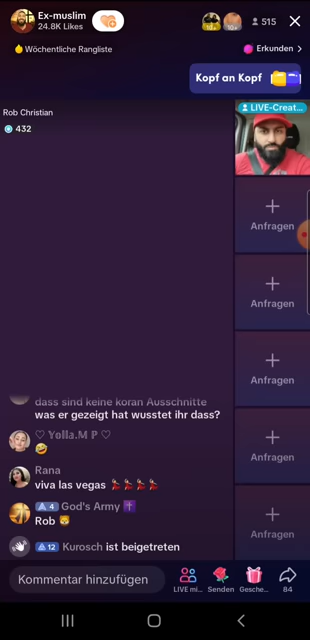 Ex-muslim
24.8K Likes
10+
515
Wöchentliche Rangliste
Erkunden >
Kopf an Kopf
Rob Christian
432
LIVE-Creat...
Anfragen
Anfragen
Anfragen
Anfragen
Anfragen
dass sind keine koran Ausschnitte
was er gezeigt hat wusstet ihr dass?
♡ 𝕐𝕠𝕝𝕝𝕒.𝕄 ℙ ♡
🤣
Rana
viva las vegas 💃🏽💃🏽💃🏽💃🏽
4 God's Army ✝️
Rob 🦁
12 Kurosch ist beigetreten
Kommentar hinzufügen
LIVE mi...
Senden
Gesche...
84